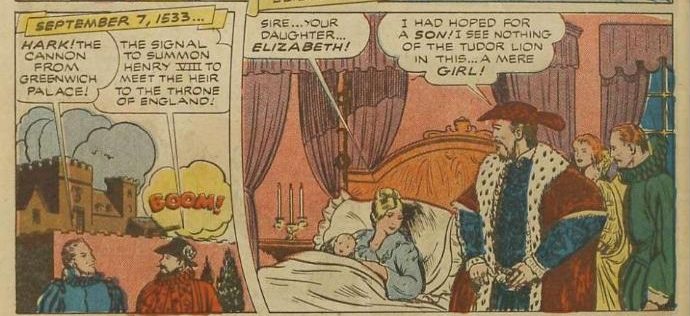 SEPTEMBER 7, 1533...
HARK! THE
CANNON
FROM
GREENWICH
PALACE!
THE SIGNAL
TO SUMMON
HENRY VIII TO
MEET THE HEIR
TO THE THRONE
OF ENGLAND!
BOOM!
SIRE...YOUR
DAUGHTER...
ELIZABETH!
I HAD HOPED FOR
A SON! I SEE NOTHING
OF THE TUDOR LION
IN THIS... A MERE
GIRL!